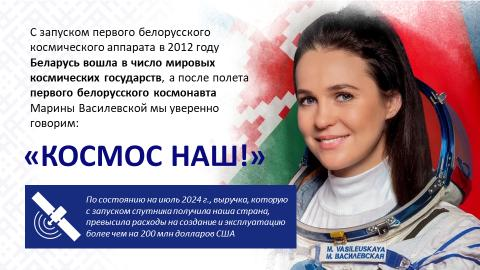 С запуском первого белорусского
космического аппарата в 2012 году
Беларусь вошла в число мировых
космических государств, а после полета
первого белорусского космонавта
Марины Василевской мы уверенно
говорим:
«КОСМОС НАШ!»
По состоянию на июль 2024 г., выручка, которую
с запуском спутника получила наша страна,
превысила расходы на создание и эксплуатацию
более чем на 200 млн долларов США
M. VASILEUSKAYA
М. ВАСИЛЕВСКАЯ